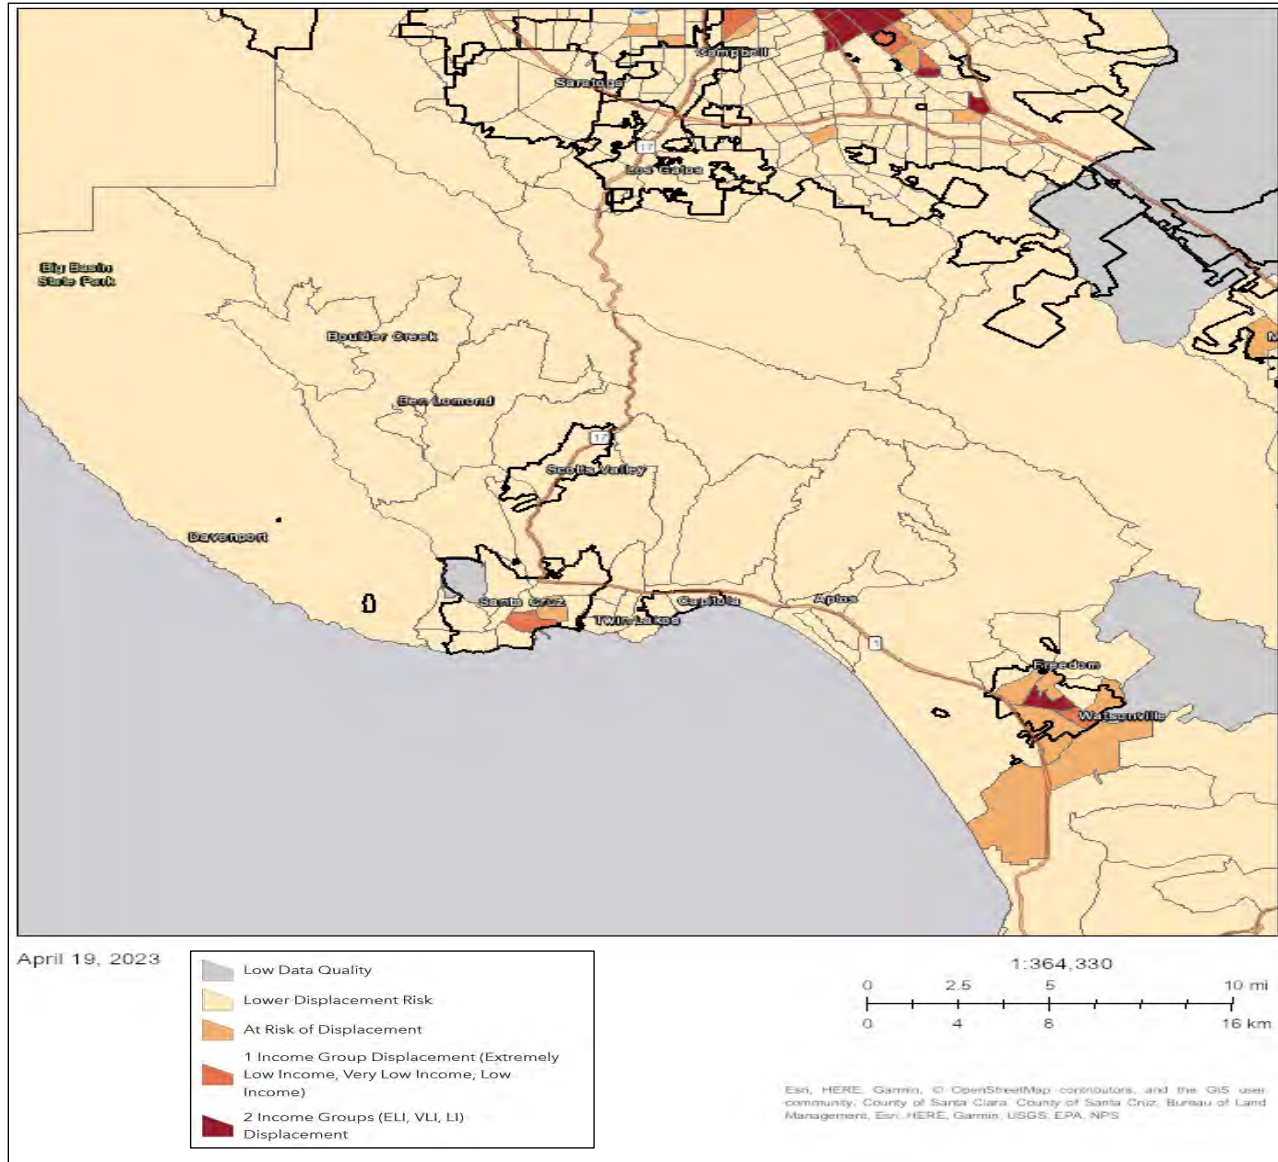 Campbell
Saratoga
17
Los Gatos
Big Basin
State Park
M
Boulder Creek
Ben Lomond
17
Scotts Valley
Davenport
Santa Cruz
Capitola
Aptos
Twin Lakes
1
Freedom
Watsonville
April 19, 2023
Low Data Quality
Lower Displacement Risk
At Risk of Displacement
1 Income Group Displacement (Extremely
Low Income, Very Low Income, Low
Income)
2 Income Groups (ELI, VLI, LI)
Displacement
1:364,330
0 2.5 5 10 mi
0 4 8 16 km
Esri, HERE, Garmin, © OpenStreetMap contributors, and the GIS user
community, County of Santa Clara, County of Santa Cruz, Bureau of Land
Management, Esri, HERE, Garmin, USGS, EPA, NPS